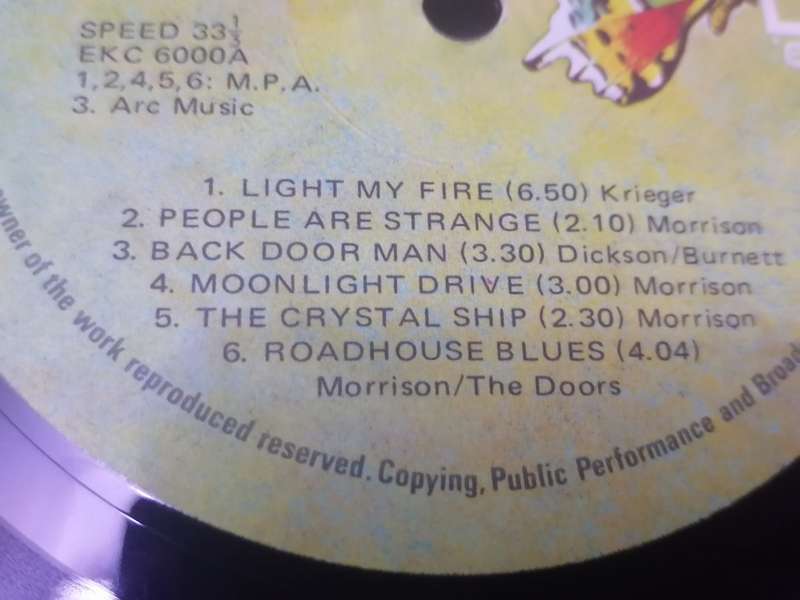 SPEED 33⅓
EKC 6000A
1,2,4,5,6: M.P.A.
3. Arc Music
1. LIGHT MY FIRE (6.50) Krieger
2. PEOPLE ARE STRANGE (2.10) Morrison
3. BACK DOOR MAN (3.30) Dickson/Burnett
4. MOONLIGHT DRIVE (3.00) Morrison
5. THE CRYSTAL SHIP (2.30) Morrison
6. ROADHOUSE BLUES (4.04)
Morrison/The Doors
owner of the work reproduced reserved. Copying, Public Performance and